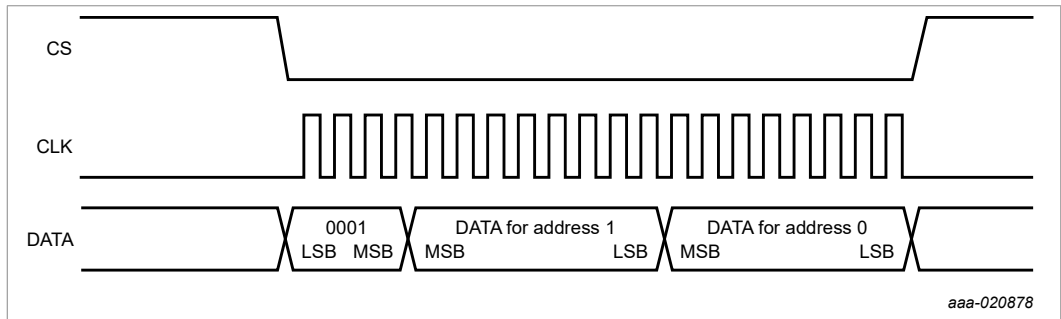 CS
CLK
DATA
0001
LSB MSB
DATA for address 1
MSB LSB
DATA for address 0
MSB LSB
aaa-020878